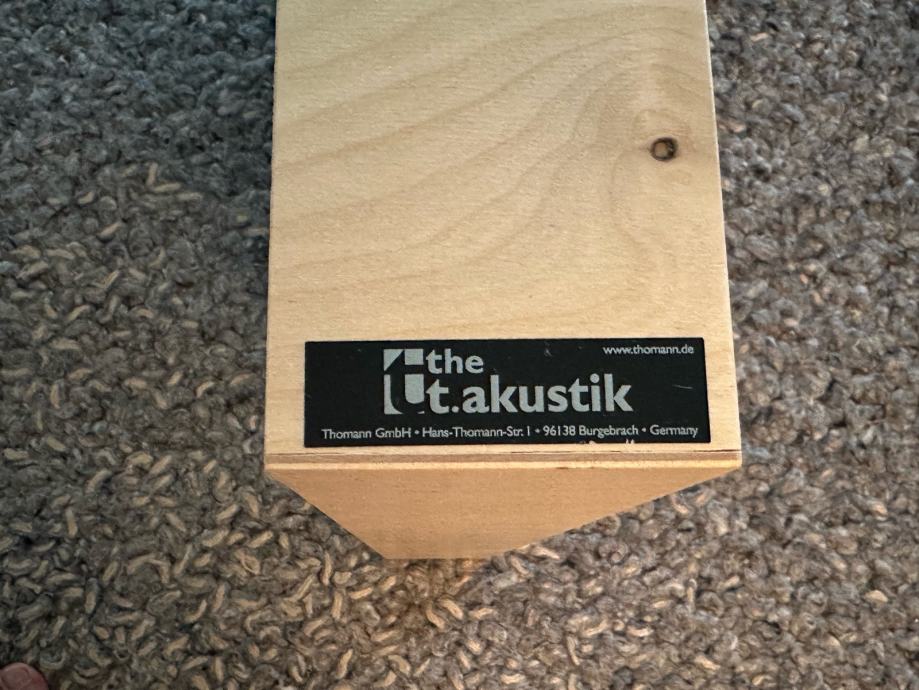 www.thomann.de
the
t.akustik
Thomann GmbH • Hans-Thomann-Str. 1 • 96138 Burgebrach • Germany